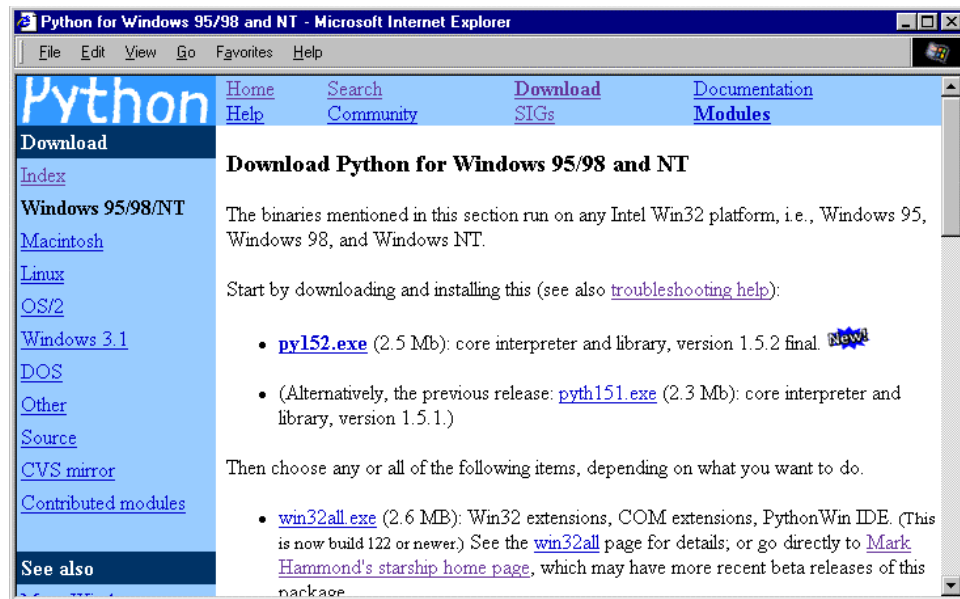 Python for Windows 95/98 and NT - Microsoft Internet Explorer
File Edit View Go Favorites Help
Python
Home Search Download Documentation
Help Community SIGs Modules
Download
Index
Windows 95/98/NT
Macintosh
Linux
OS/2
Windows 3.1
DOS
Other
Source
CVS mirror
Contributed modules
See also
Download Python for Windows 95/98 and NT
The binaries mentioned in this section run on any Intel Win32 platform, i.e., Windows 95,
Windows 98, and Windows NT.
Start by downloading and installing this (see also troubleshooting help):
• py152.exe (2.5 Mb): core interpreter and library, version 1.5.2 final. New!
• (Alternatively, the previous release: pyth151.exe (2.3 Mb): core interpreter and
library, version 1.5.1.)
Then choose any or all of the following items, depending on what you want to do.
• win32all.exe (2.6 MB): Win32 extensions, COM extensions, PythonWin IDE. (This
is now build 122 or newer.) See the win32all page for details; or go directly to Mark
Hammond's starship home page, which may have more recent beta releases of this
package